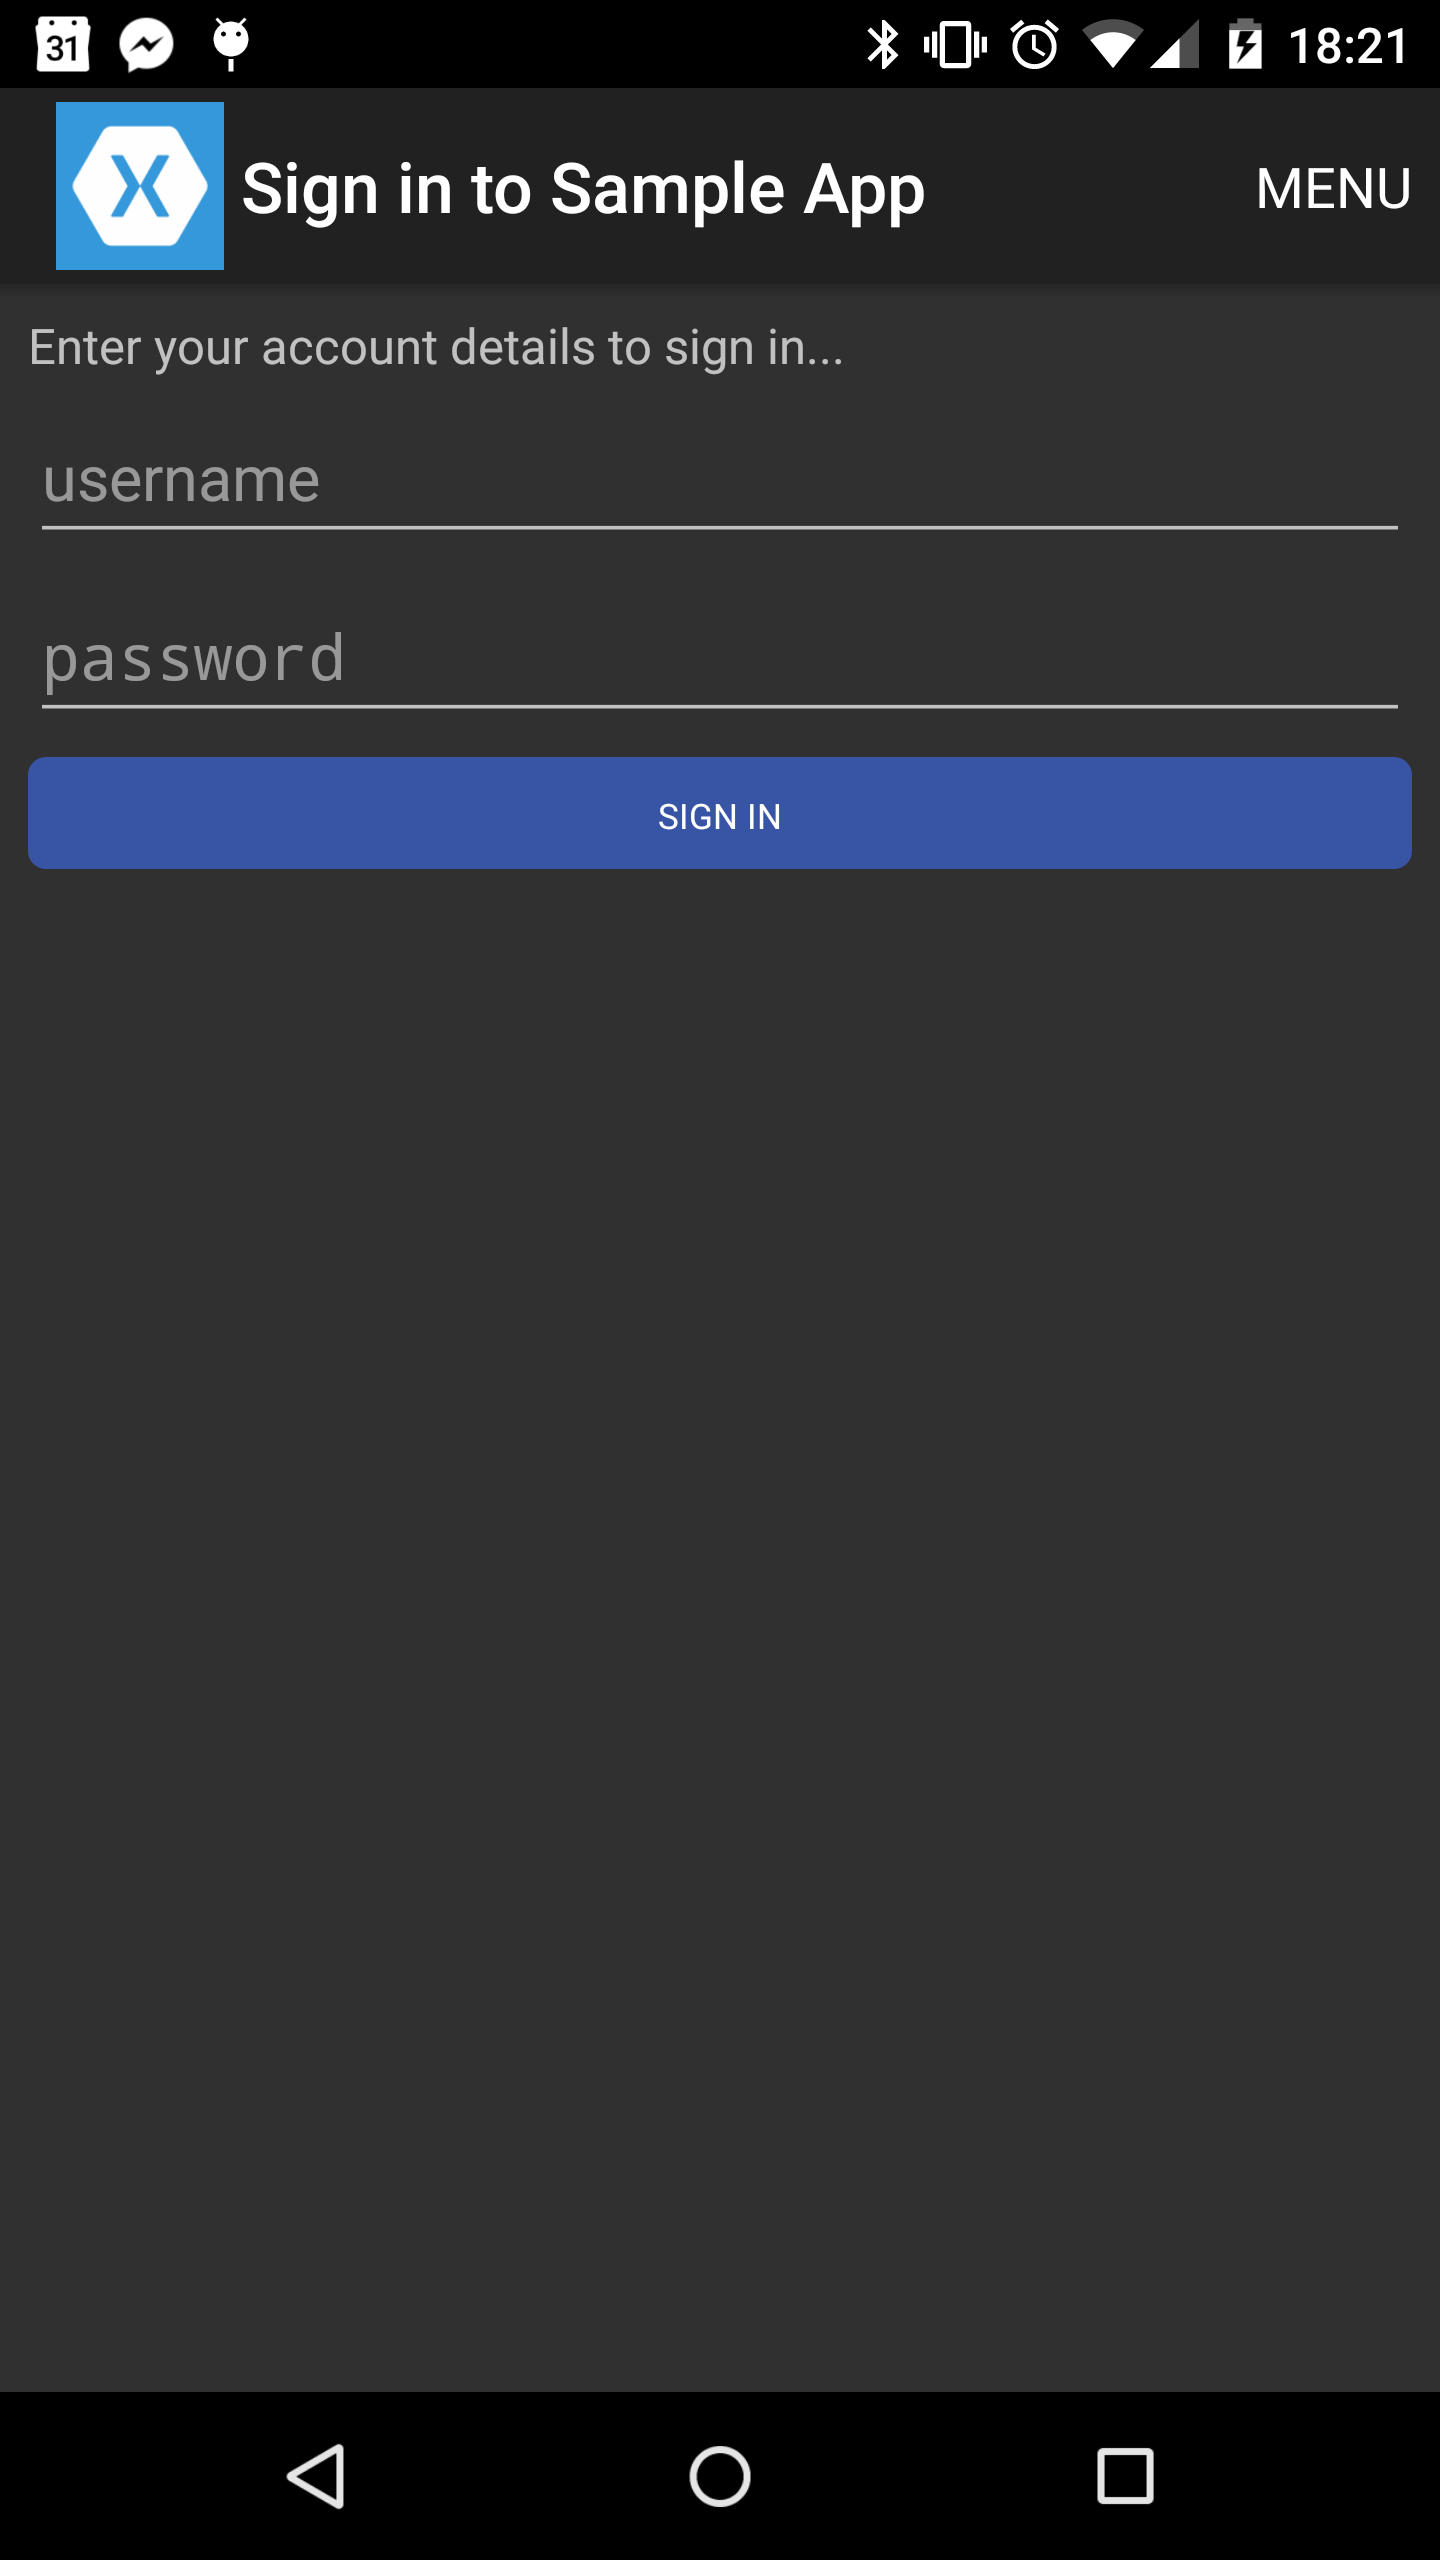 31
18:21
X Sign in to Sample App
MENU
Enter your account details to sign in...
username
password
SIGN IN